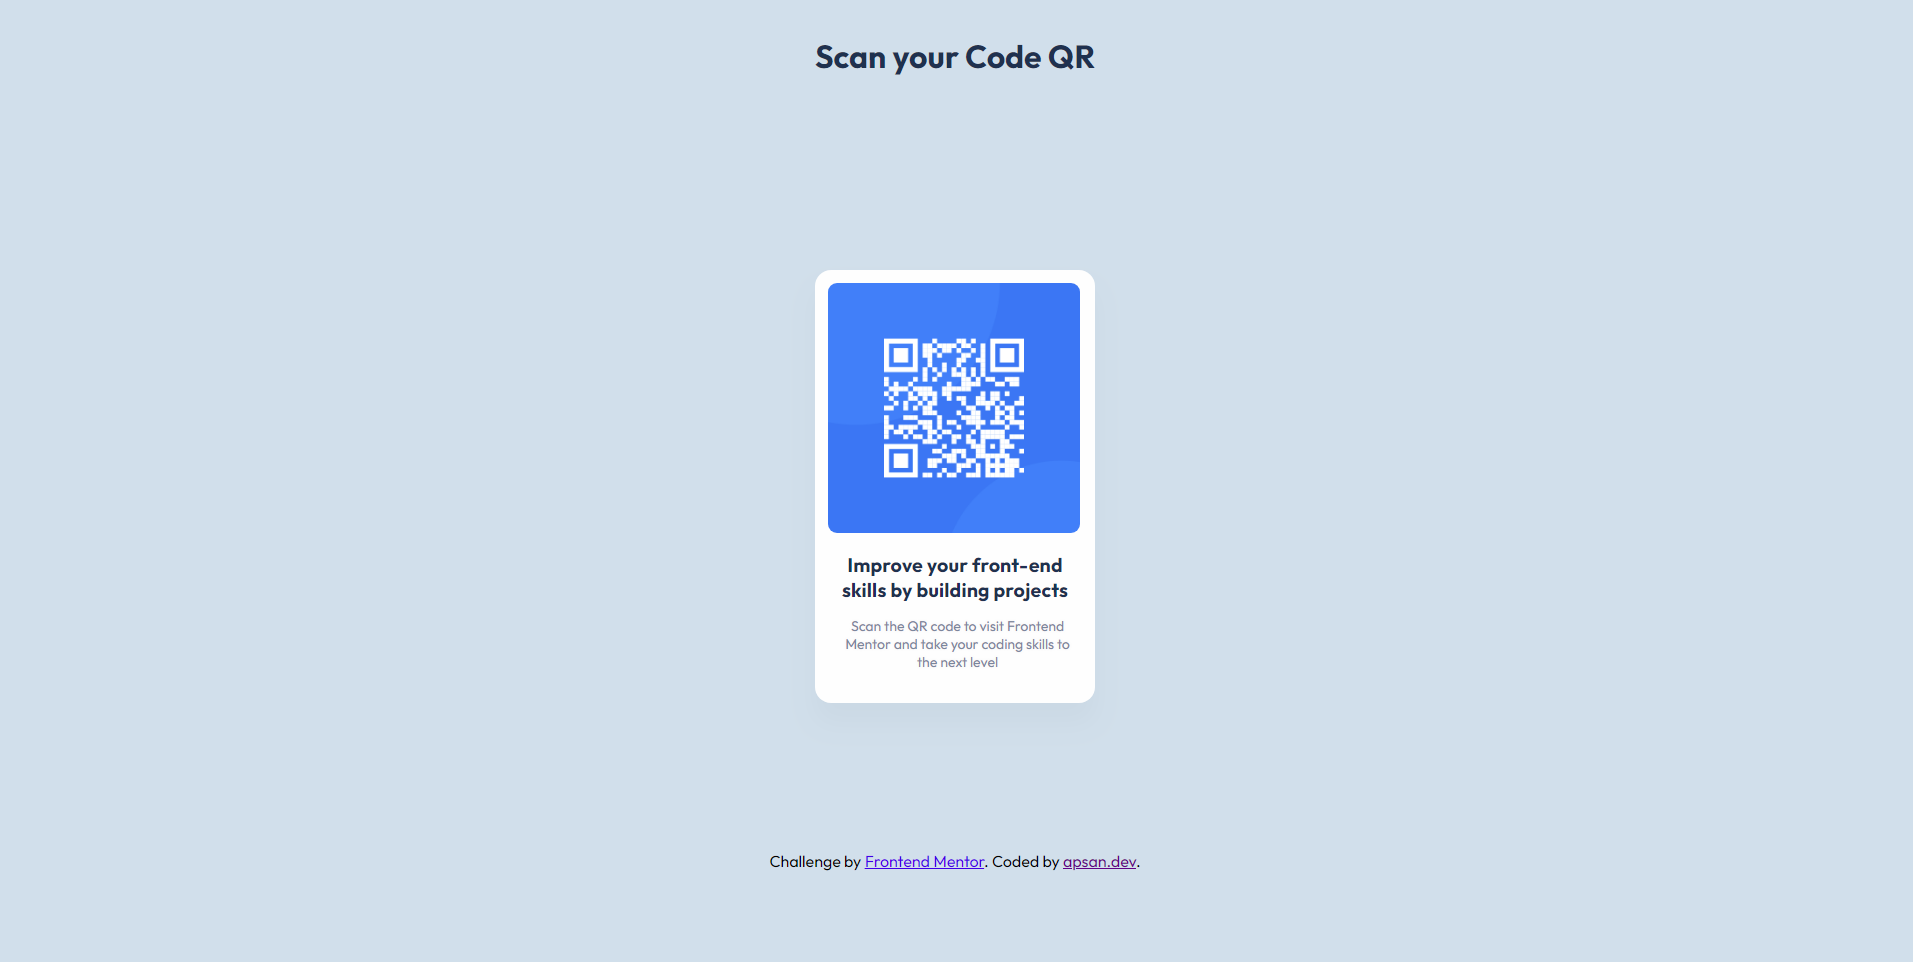 Scan your Code QR
Improve your front-end
skills by building projects
Scan the QR code to visit Frontend
Mentor and take your coding skills to
the next level
Challenge by Frontend Mentor. Coded by apsan.dev.